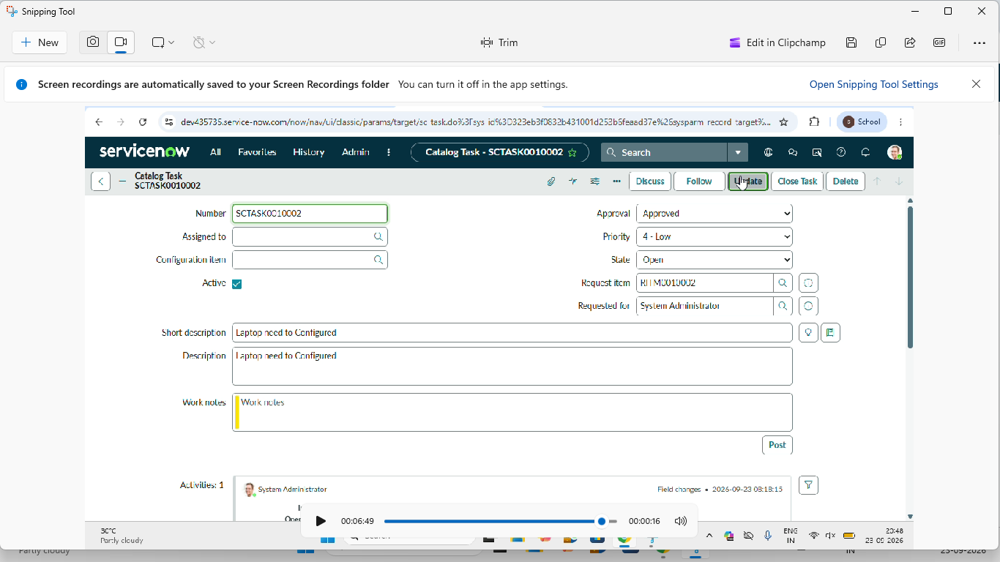 Snipping Tool
New
Trim
Edit in Clipchamp
GIF
Screen recordings are automatically saved to your Screen Recordings folder You can turn it off in the app settings.
Open Snipping Tool Settings
dev435735.service-now.com/now/nav/ui/classic/params/target/sc_task.do%3Fsys_id%3D323eb3f0832b431001d253b6feaad37e%26sysparm_record_target%...
s School
servicenow
All Favorites History Admin
Catalog Task - SCTASK0010002
Search
Catalog Task
SCTASK0010002
Discuss Follow Update Close Task Delete
Number SCTASK0010002
Approval Approved
Assigned to
Priority 4 - Low
Configuration item
State Open
Active
Request item RITM0010002
Requested for System Administrator
Short description Laptop need to Configured
Description Laptop need to Configured
Work notes Work notes
Post
Activities: 1
System Administrator
Field changes • 2026-09-23 08:18:15
00:06:49
00:00:16
30°C
Partly cloudy
ENG
IN
20:48
23-09-2026
Partly cloudy
IN
23-09-2026